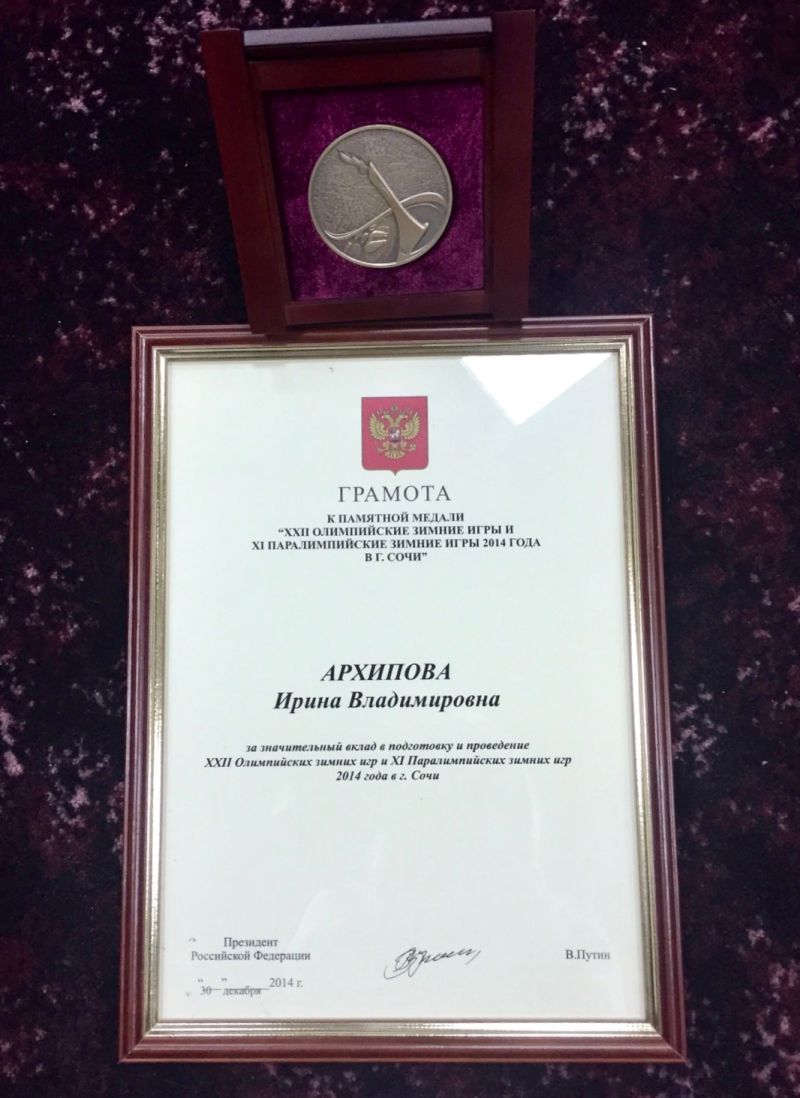 ГРАМОТА
К ПАМЯТНОЙ МЕДАЛИ
“XXII ОЛИМПИЙСКИЕ ЗИМНИЕ ИГРЫ И
XI ПАРАЛИМПИЙСКИЕ ЗИМНИЕ ИГРЫ 2014 ГОДА
В Г. СОЧИ”
АРХИПОВА
Ирина Владимировна
за значительный вклад в подготовку и проведение
XXII Олимпийских зимних игр и XI Паралимпийских зимних игр
2014 года в г. Сочи
Президент
Российской Федерации
В.Путин
“30” декабря 2014 г.